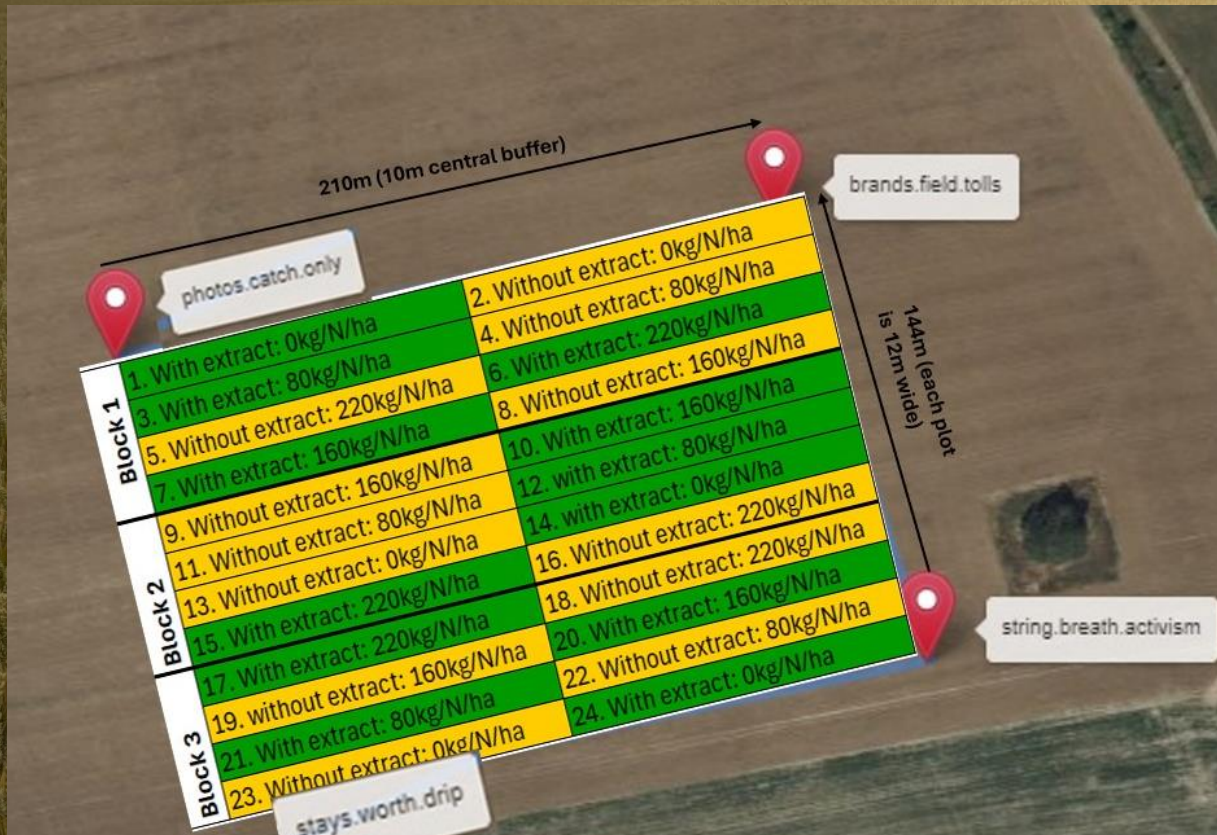 210m (10m central buffer)
brands.field.tolls
photos.catch.only
144m (each plot
is 12m wide)
Block 1
1. With extract: 0kg/N/ha
2. Without extract: 0kg/N/ha
3. With extact: 80kg/N/ha
4. Without extract: 80kg/N/ha
5. Without extract: 220kg/N/ha
6. With extract: 220kg/N/ha
7. With extract: 160kg/N/ha
8. Without extract: 160kg/N/ha
Block 2
9. Without extract: 160kg/N/ha
10. With extract: 160kg/N/ha
11. Without extract: 80kg/N/ha
12. with extract: 80kg/N/ha
13. Without extract: 0kg/N/ha
14. with extract: 0kg/N/ha
15. With extract: 220kg/N/ha
16. Without extract: 220kg/N/ha
Block 3
17. With extract: 220kg/N/ha
18. Without extract: 220kg/N/ha
19. without extract: 160kg/N/ha
20. With extract: 160kg/N/ha
21. With extract: 80kg/N/ha
22. Without extract: 80kg/N/ha
23. Without extract: 0kg/N/ha
24. With extract: 0kg/N/ha
string.breath.activism
stays.worth.drip